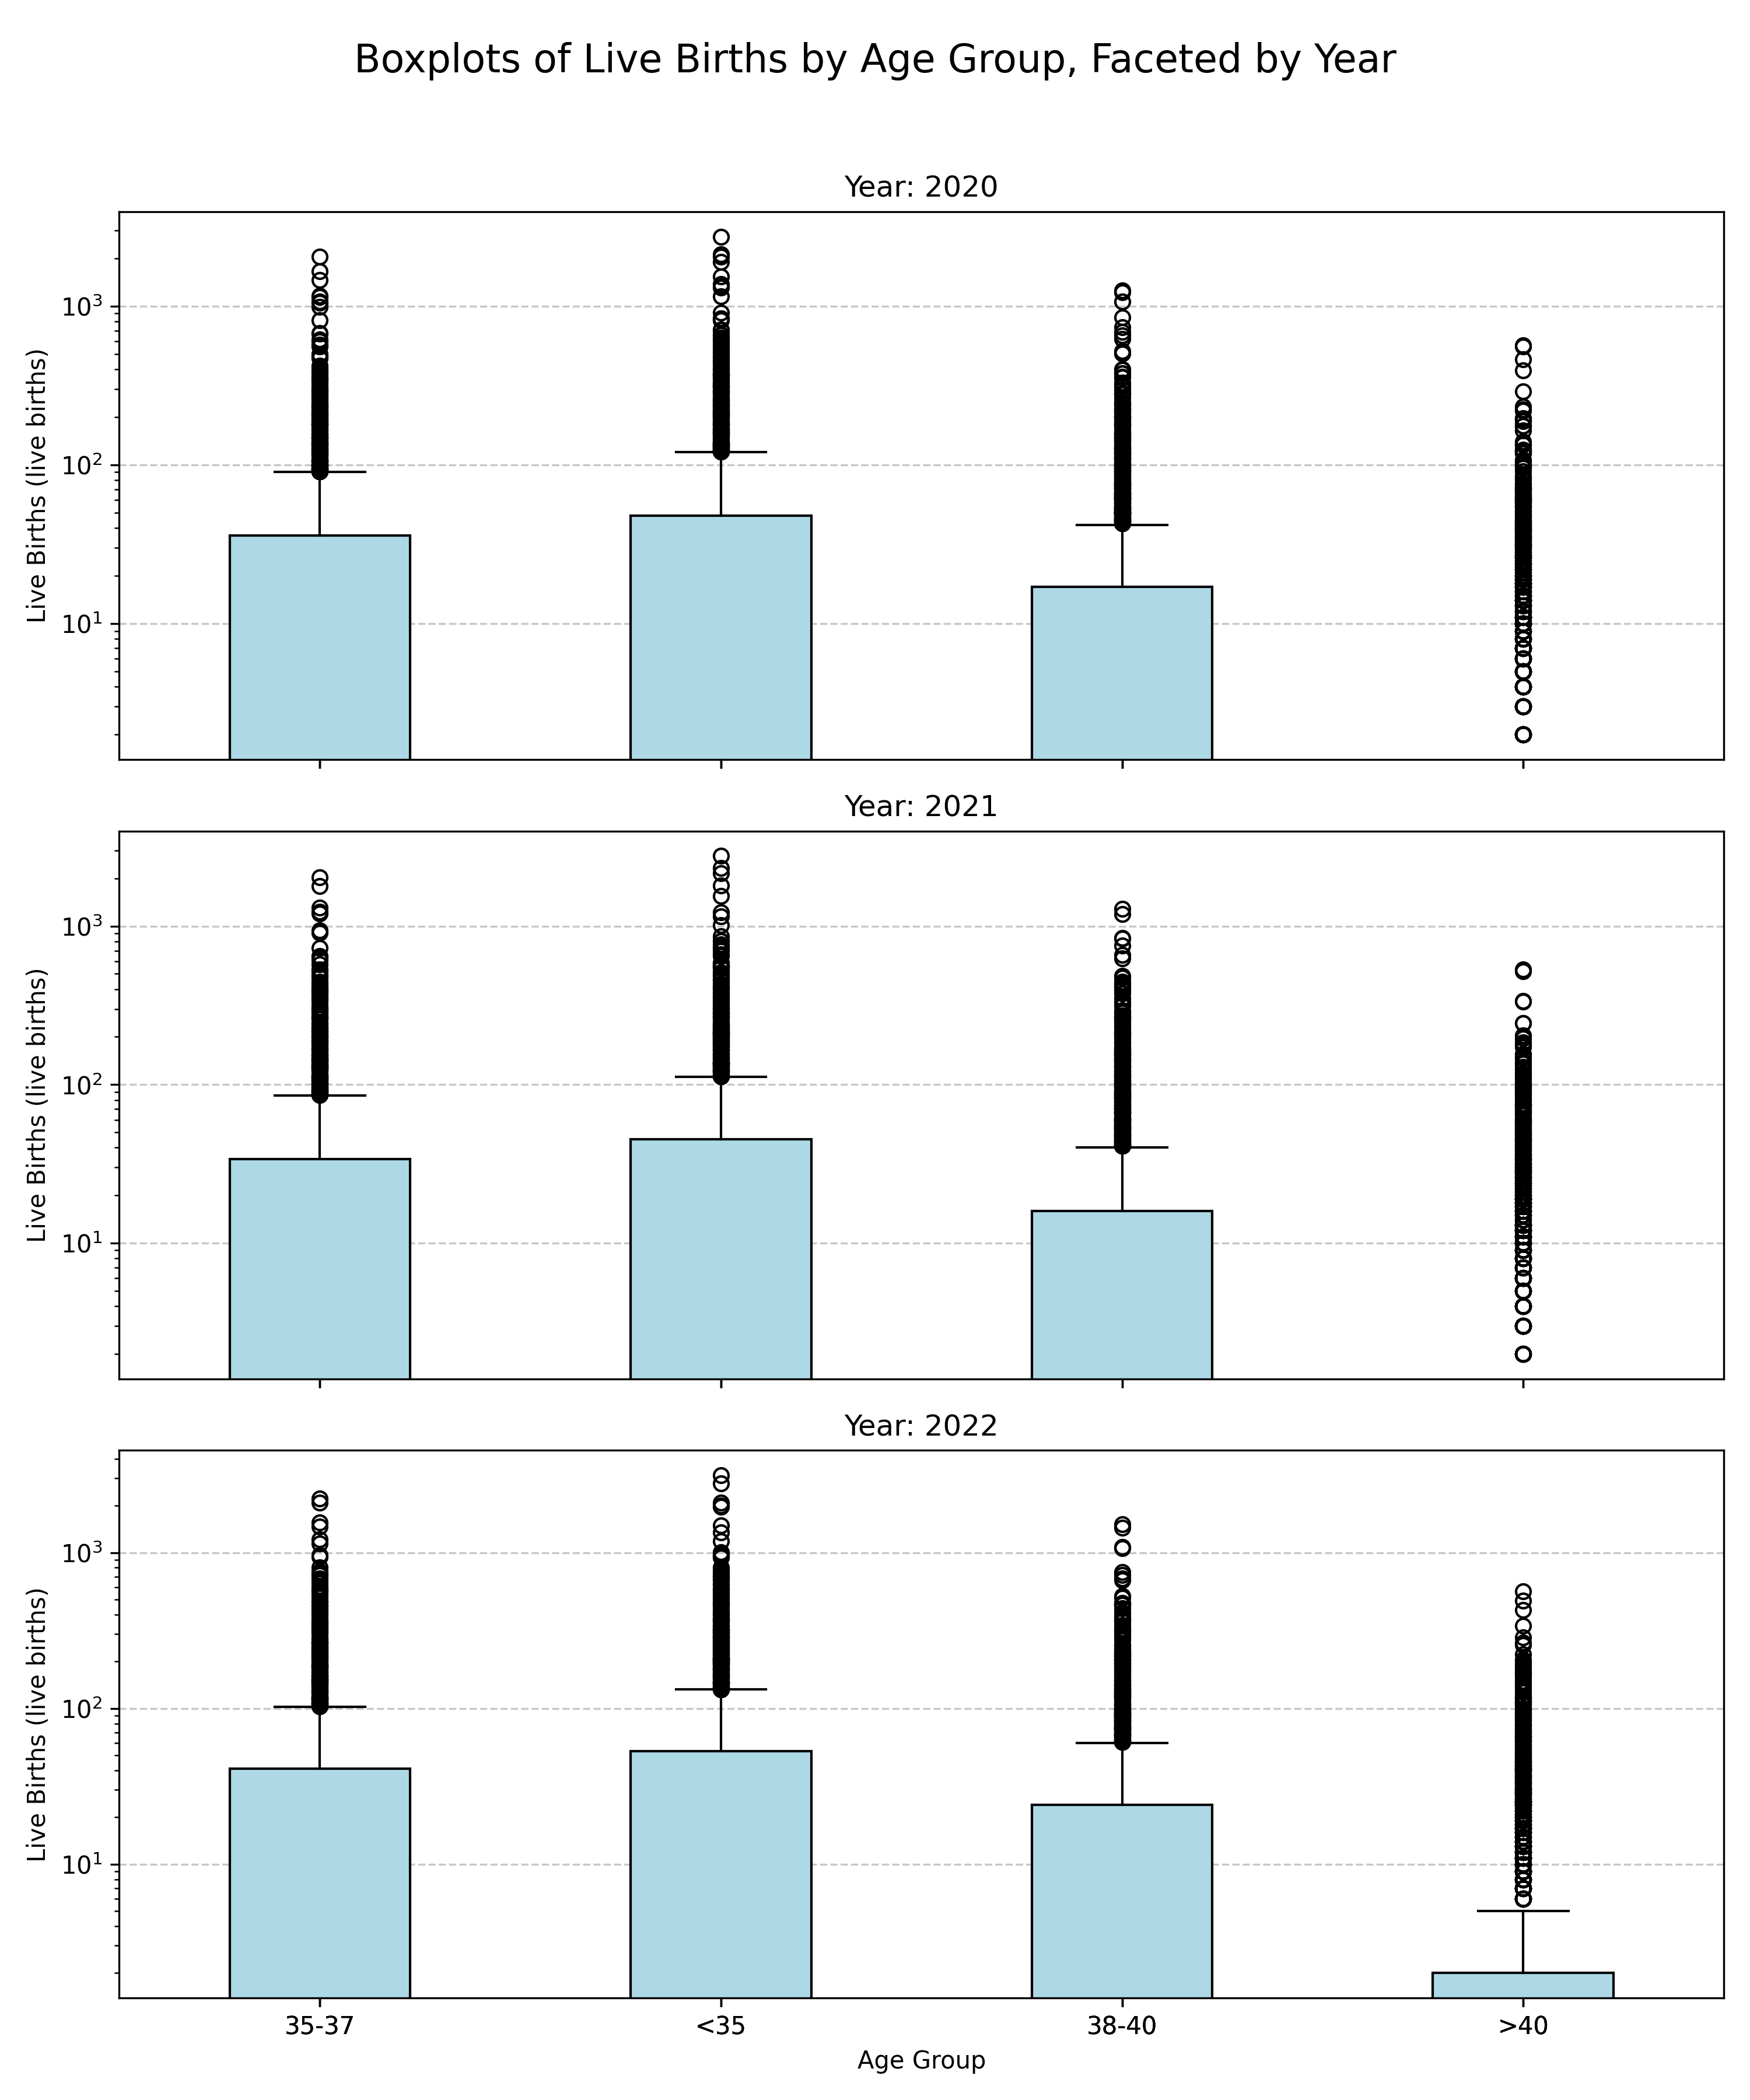 Boxplots of Live Births by Age Group, Faceted by Year
Year: 2020
Live Births (live births)
10³
10²
10¹
Year: 2021
Live Births (live births)
10³
10²
10¹
Year: 2022
Live Births (live births)
10³
10²
10¹
35-37 <35 38-40 >40
Age Group